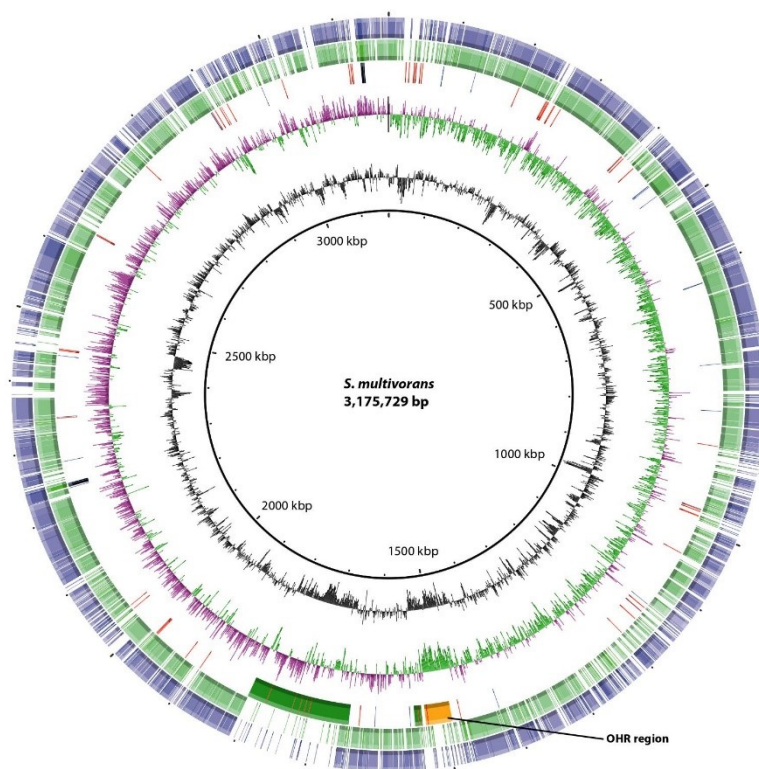 3000 kbp
500 kbp
2500 kbp
S. multivorans
3,175,729 bp
1000 kbp
2000 kbp
1500 kbp
OHR region